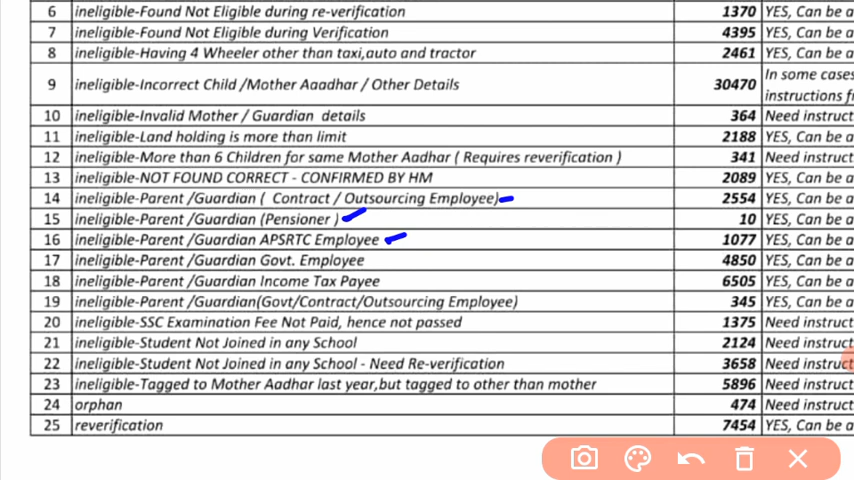 6 ineligible-Found Not Eligible during re-verification 1370 YES, Can be a
7 ineligible-Found Not Eligible during Verification 4395 YES, Can be a
8 ineligible-Having 4 Wheeler other than taxi,auto and tractor 2461 YES, Can be a
9 ineligible-Incorrect Child /Mother Aaadhar / Other Details 30470 In some cases
instructions fr
10 ineligible-Invalid Mother / Guardian details 364 Need instruct
11 ineligible-Land holding is more than limit 2188 YES, Can be a
12 ineligible-More than 6 Children for same Mother Aadhar ( Requires reverification ) 341 Need instruct
13 ineligible-NOT FOUND CORRECT - CONFIRMED BY HM 2089 YES, Can be a
14 ineligible-Parent /Guardian ( Contract / Outsourcing Employee) 2554 YES, Can be a
15 ineligible-Parent /Guardian (Pensioner ) 10 YES, Can be a
16 ineligible-Parent /Guardian APSRTC Employee 1077 YES, Can be a
17 ineligible-Parent /Guardian Govt. Employee 4850 YES, Can be a
18 ineligible-Parent /Guardian Income Tax Payee 6505 YES, Can be a
19 ineligible-Parent /Guardian(Govt/Contract/Outsourcing Employee) 345 YES, Can be a
20 ineligible-SSC Examination Fee Not Paid, hence not passed 1375 Need instruct
21 ineligible-Student Not Joined in any School 2124 Need instruct
22 ineligible-Student Not Joined in any School - Need Re-verification 3658 Need instruct
23 ineligible-Tagged to Mother Aadhar last year,but tagged to other than mother 5896 Need instruct
24 orphan 474 Need instruct
25 reverification 7454 YES, Can be a